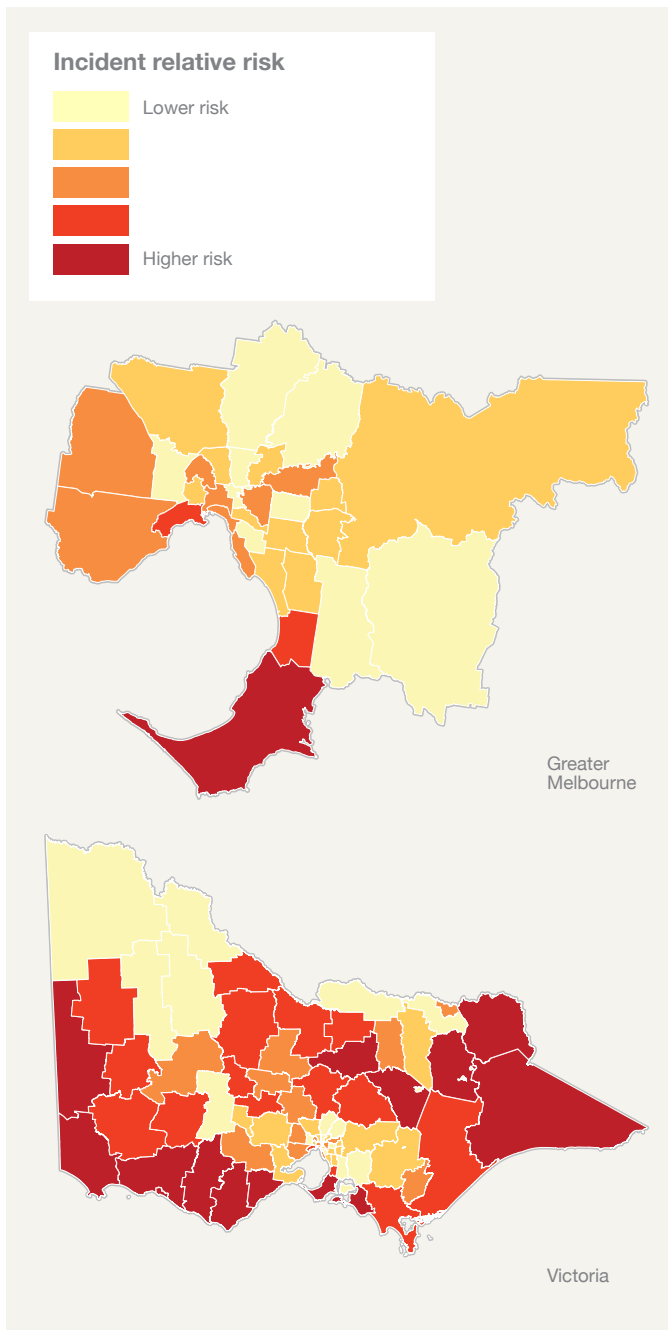 Incident relative risk
Lower risk
Higher risk
Greater
Melbourne
Victoria